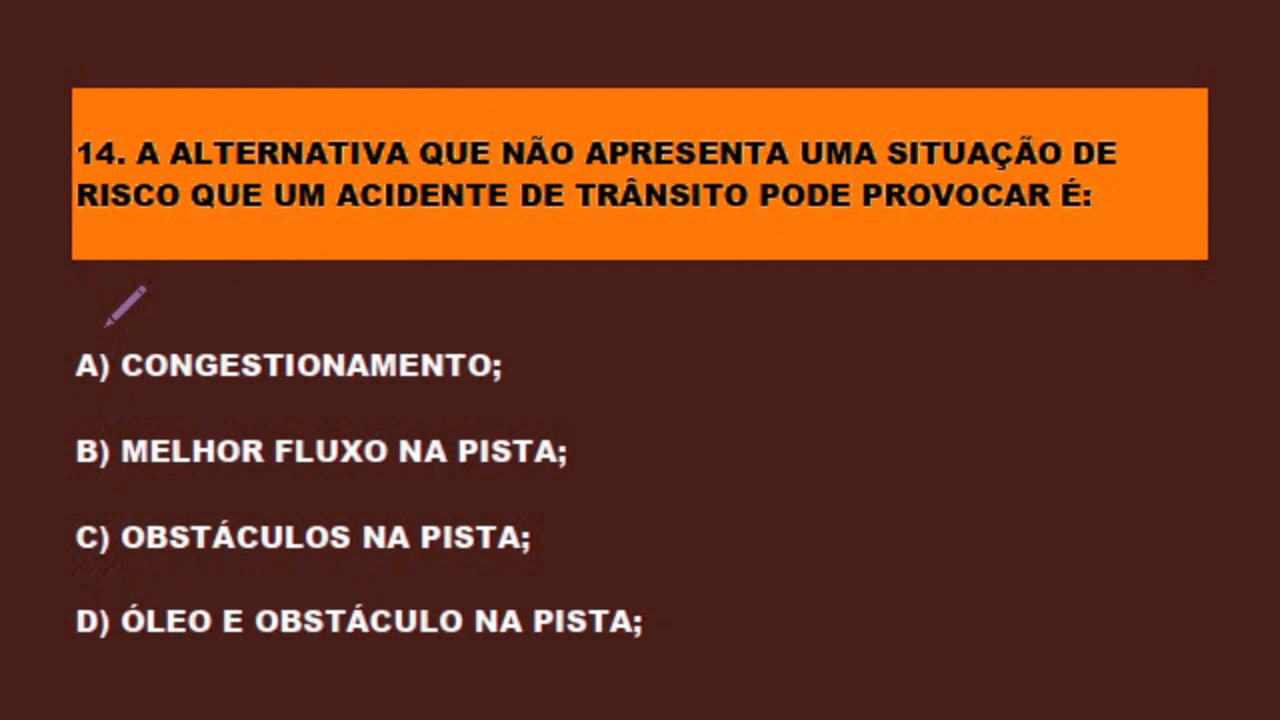 14. A ALTERNATIVA QUE NÃO APRESENTA UMA SITUAÇÃO DE
RISCO QUE UM ACIDENTE DE TRÂNSITO PODE PROVOCAR É:
A) CONGESTIONAMENTO;
B) MELHOR FLUXO NA PISTA;
C) OBSTÁCULOS NA PISTA;
D) ÓLEO E OBSTÁCULO NA PISTA;